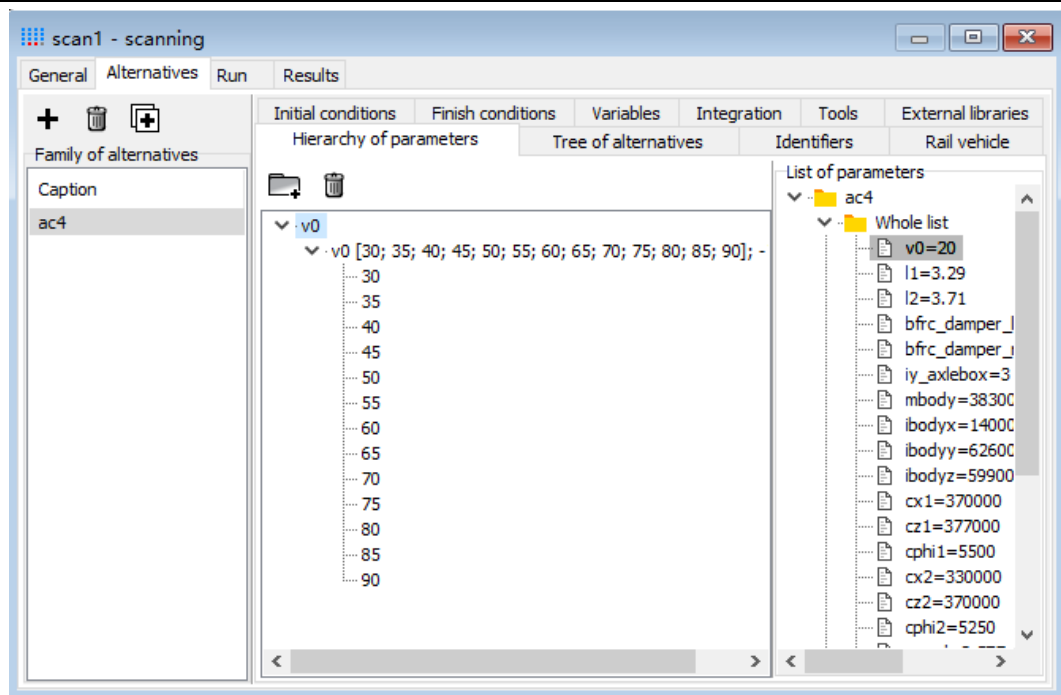 scan1 - scanning
General Alternatives Run Results
Family of alternatives
Caption
ac4
Initial conditions Finish conditions Variables Integration Tools External libraries
Hierarchy of parameters Tree of alternatives Identifiers Rail vehicle
v0
v0 [30; 35; 40; 45; 50; 55; 60; 65; 70; 75; 80; 85; 90]; -
30
35
40
45
50
55
60
65
70
75
80
85
90
List of parameters
ac4
Whole list
v0=20
l1=3.29
l2=3.71
bfrc_damper_l
bfrc_damper_r
iy_axlebox=3
mbody=38300
ibodyx=14000
ibodyy=62600
ibodyz=59900
cx1=370000
cz1=377000
cphi1=5500
cx2=330000
cz2=370000
cphi2=5250